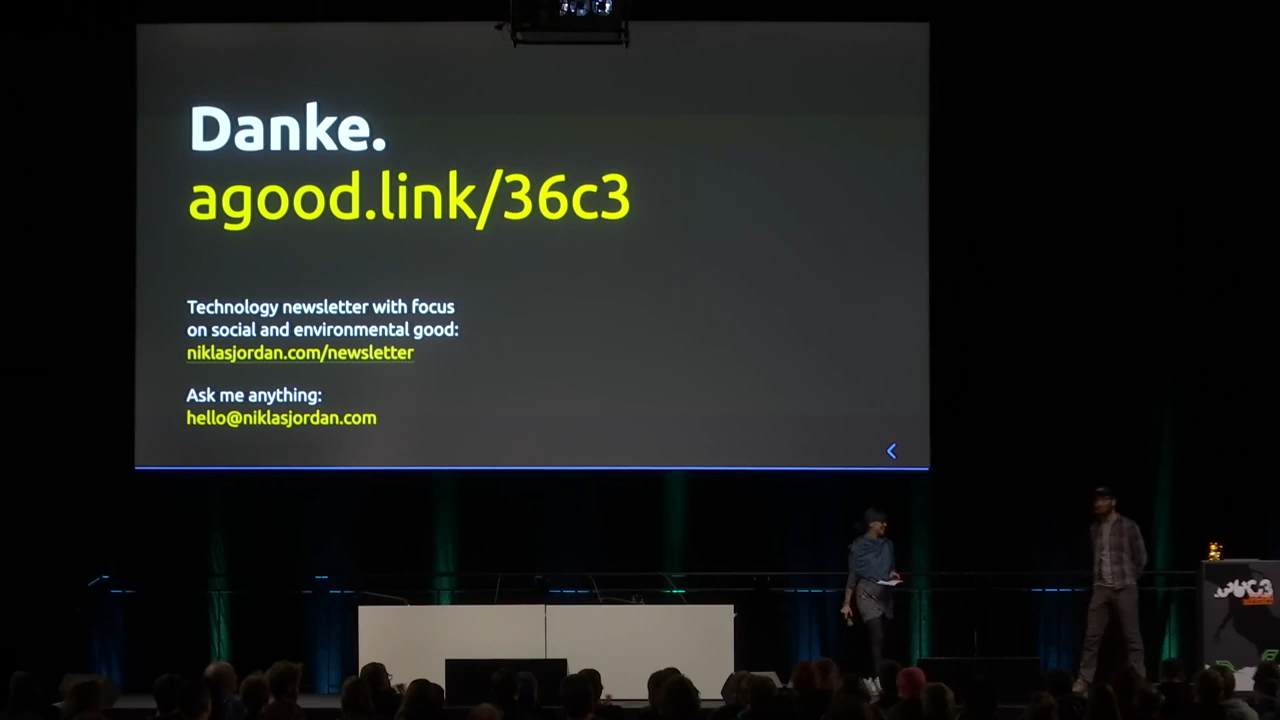 Danke.
agood.link/36c3
Technology newsletter with focus
on social and environmental good:
niklasjordan.com/newsletter
Ask me anything:
hello@niklasjordan.com